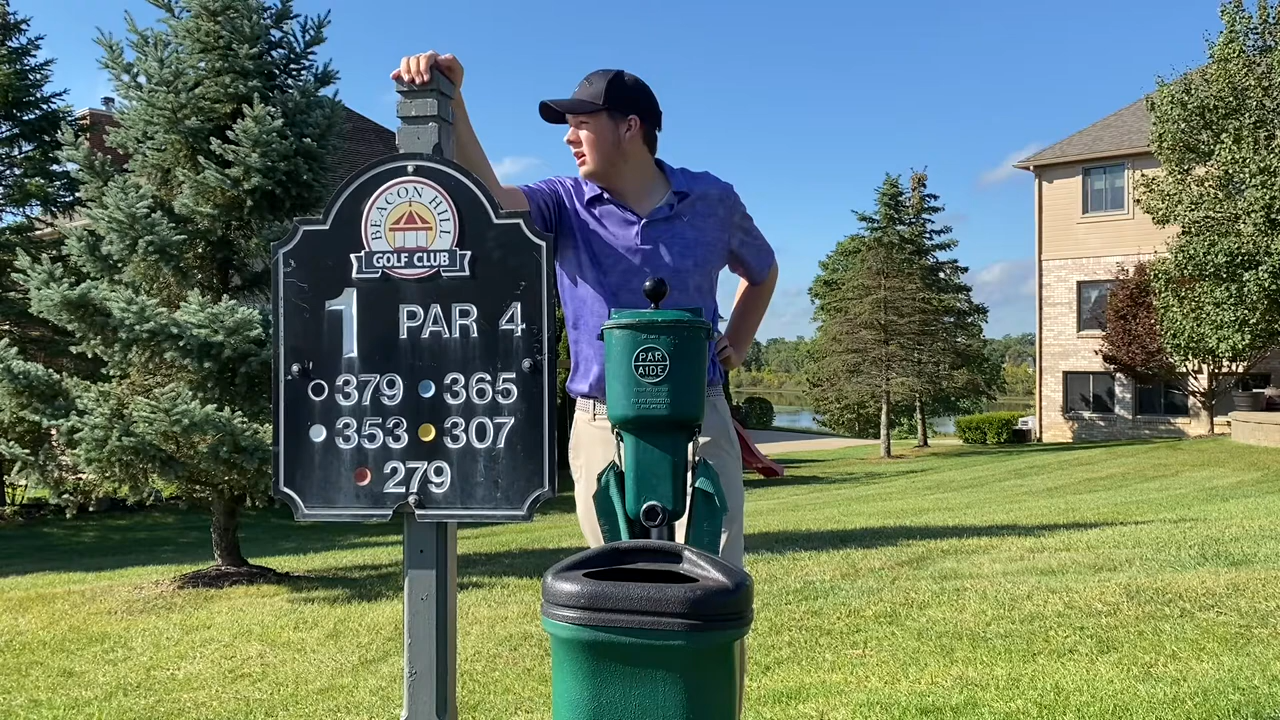 BEACON HILL
GOLF CLUB
1 PAR 4
379 365
353 307
279
PAR
AIDE